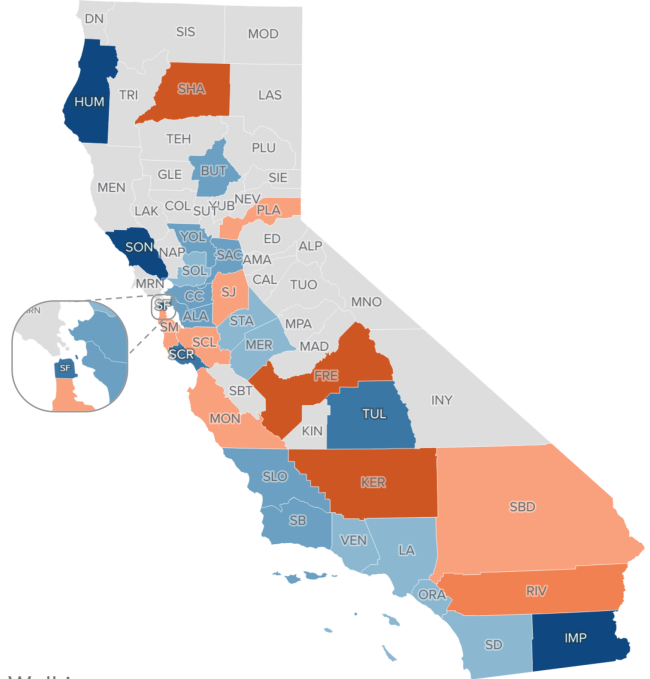 DN
SIS
MOD
HUM
TRI
SHA
LAS
TEH
PLU
GLE
BUT
SIE
MEN
LAK
COL
SUT
YUB
NEV
PLA
SON
NAP
YOL
SAC
ED
ALP
AMA
SOL
CAL
MRN
TUO
MNO
SF
CC
SJ
ALA
STA
MPA
SM
SCL
MER
MAD
SCR
RN
SF
SBT
FRE
INY
MON
KIN
TUL
SLO
KER
SBD
SB
VEN
LA
ORA
RIV
SD
IMP